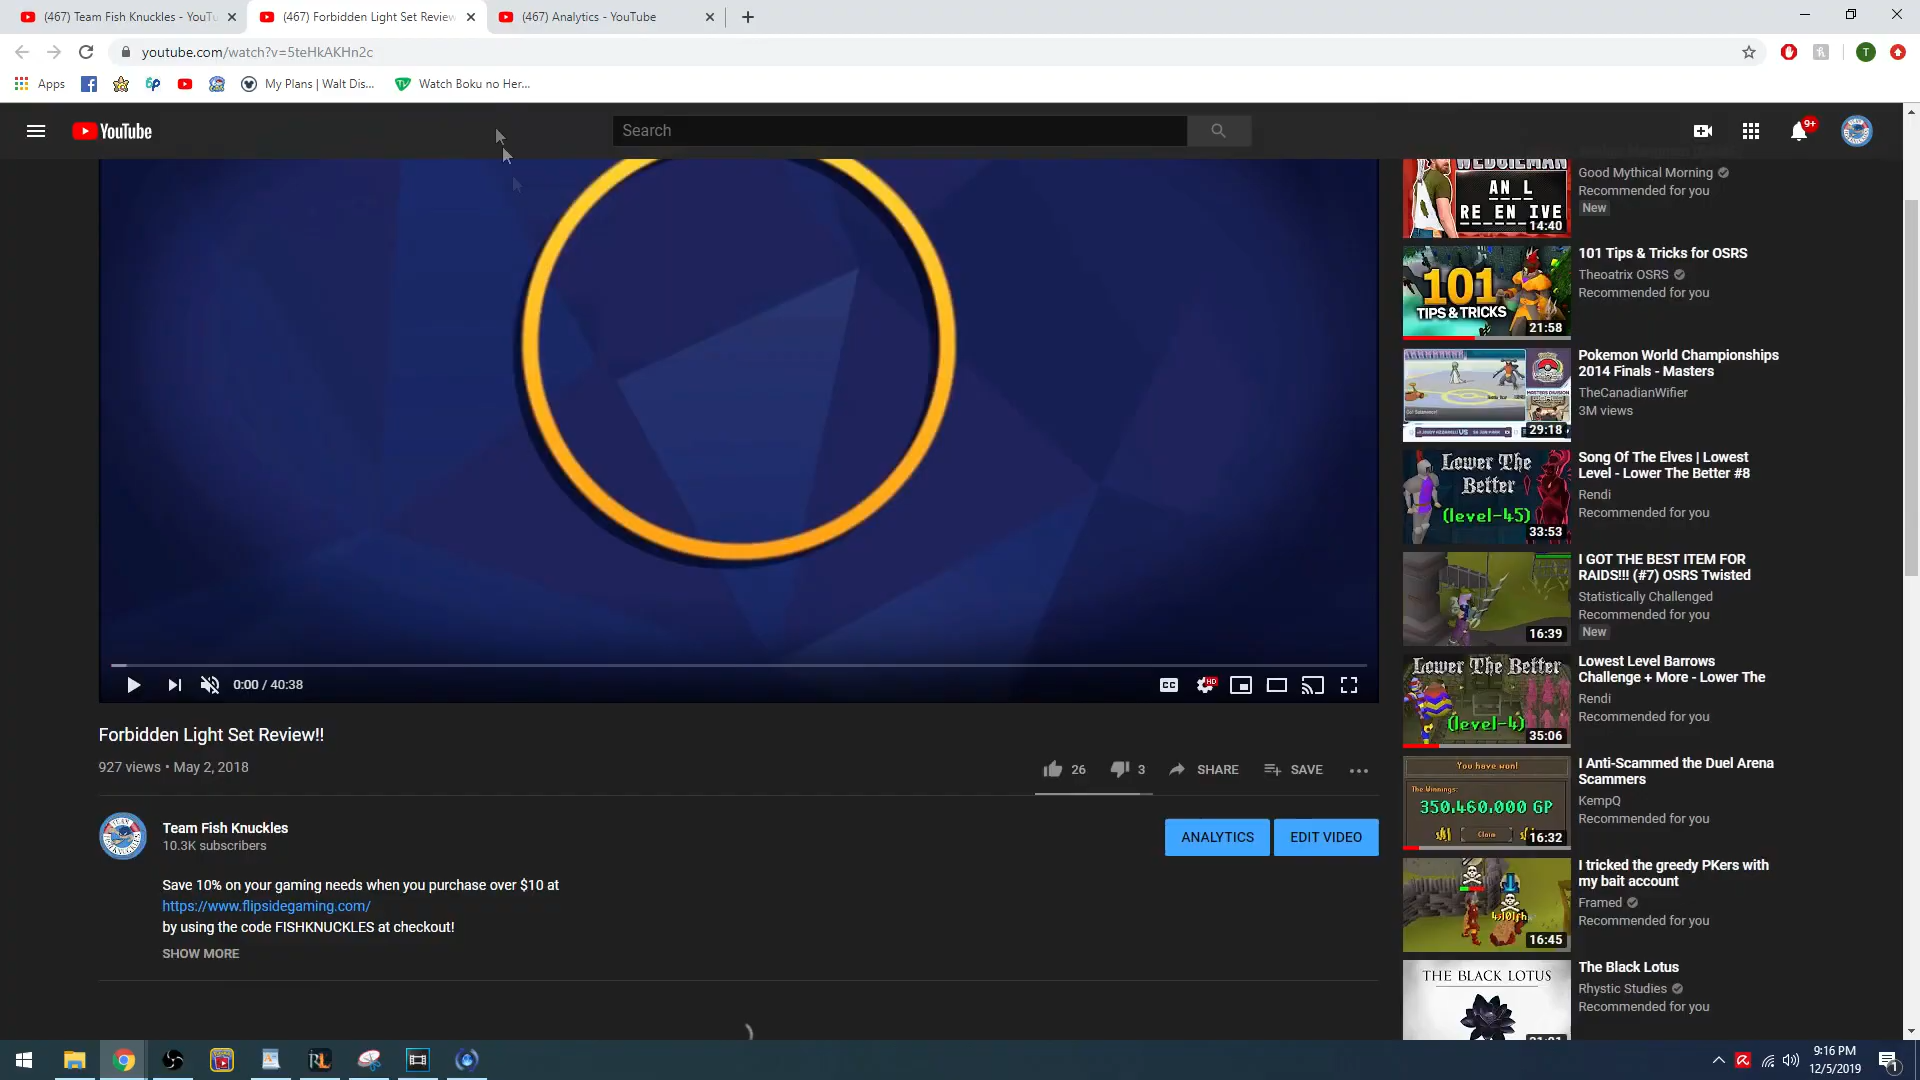 (467) Team Fish Knuckles - YouTu
(467) Forbidden Light Set Review
(467) Analytics - YouTube
youtube.com/watch?v=5teHkAKHn2c
Apps
My Plans | Walt Dis...
Watch Boku no Her...
YouTube
Search
9+
T
WEDGIEMAN
AN L
RE EN IVE
14:40
Good Mythical Morning
Recommended for you
New
101
TIPS & TRICKS
21:58
101 Tips & Tricks for OSRS
Theoatrix OSRS
Recommended for you
29:18
Pokemon World Championships
2014 Finals - Masters
TheCanadianWifier
3M views
Lower The
Better
(level-45)
33:53
Song Of The Elves | Lowest
Level - Lower The Better #8
Rendi
Recommended for you
16:39
I GOT THE BEST ITEM FOR
RAIDS!!! (#7) OSRS Twisted
Statistically Challenged
Recommended for you
New
Lower The Better
(level-4)
35:06
Lowest Level Barrows
Challenge + More - Lower The
Rendi
Recommended for you
You have won!
The Winnings:
350,460,000 GP
Claim
16:32
I Anti-Scammed the Duel Arena
Scammers
KempQ
Recommended for you
16:45
I tricked the greedy PKers with
my bait account
Framed
Recommended for you
THE BLACK LOTUS
The Black Lotus
Rhystic Studies
Recommended for you
0:00 / 40:38
CC
HD
Forbidden Light Set Review!!
927 views • May 2, 2018
26
3
SHARE
SAVE
Team Fish Knuckles
10.3K subscribers
ANALYTICS
EDIT VIDEO
Save 10% on your gaming needs when you purchase over $10 at
https://www.flipsidegaming.com/
by using the code FISHKNUCKLES at checkout!
SHOW MORE
9:16 PM
12/5/2019
1